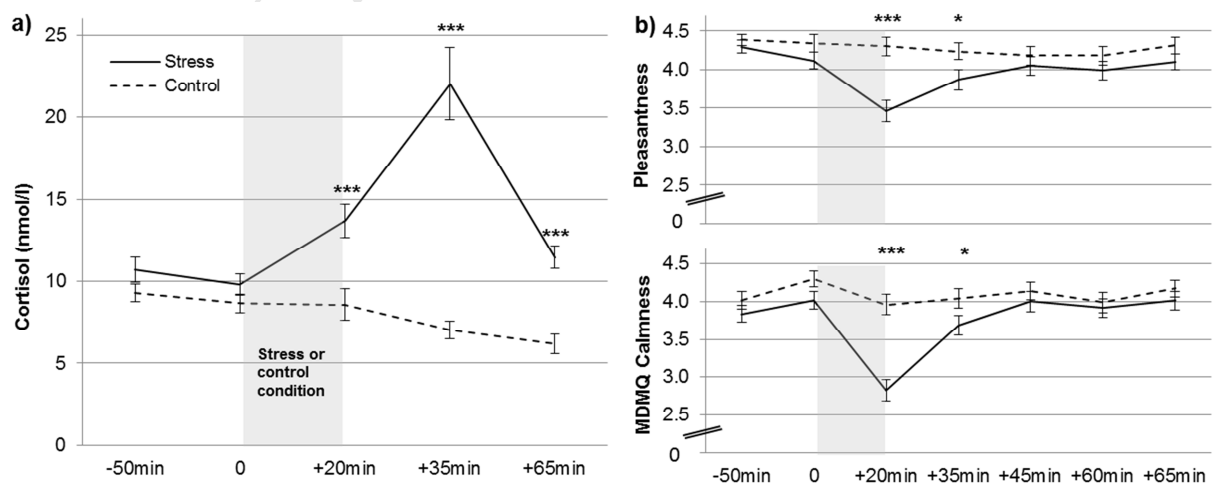 a)
Cortisol (nmol/l)
25
20
15
10
5
0
Stress
Control
***
***
***
Stress or
control
condition
-50min 0 +20min +35min +65min
b)
Pleasantness
4.5
4.0
3.5
3.0
2.5
0
*** *
MDMQ Calmness
4.5
4.0
3.5
3.0
2.5
0
*** *
-50min 0 +20min +35min +45min +60min +65min